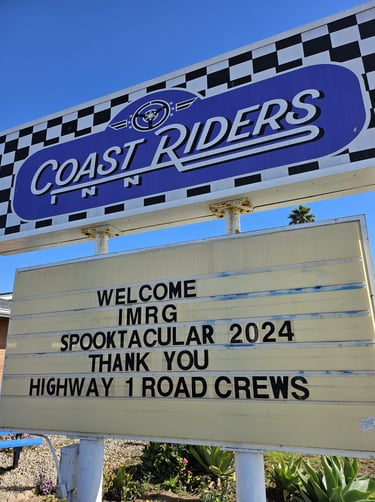 COAST RIDERS
INN
WELCOME
IMRG
SPOOKTACULAR 2024
THANK YOU
HIGHWAY 1 ROAD CREWS